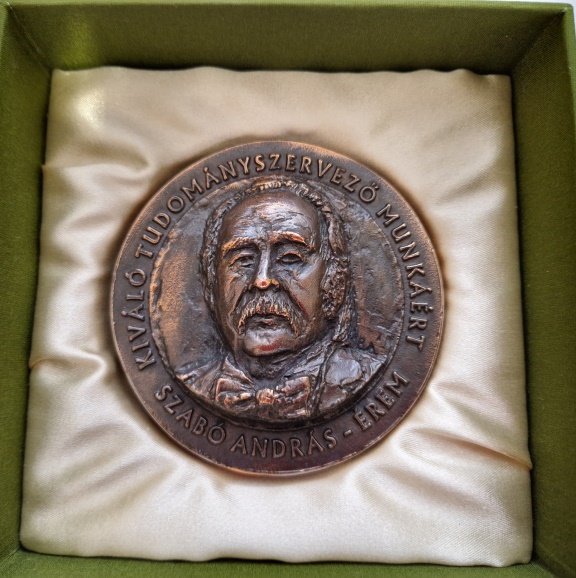 KIVÁLÓ TUDOMÁNYSZERVEZŐ MUNKÁÉRT
SZABÓ ANDRÁS - ÉREM